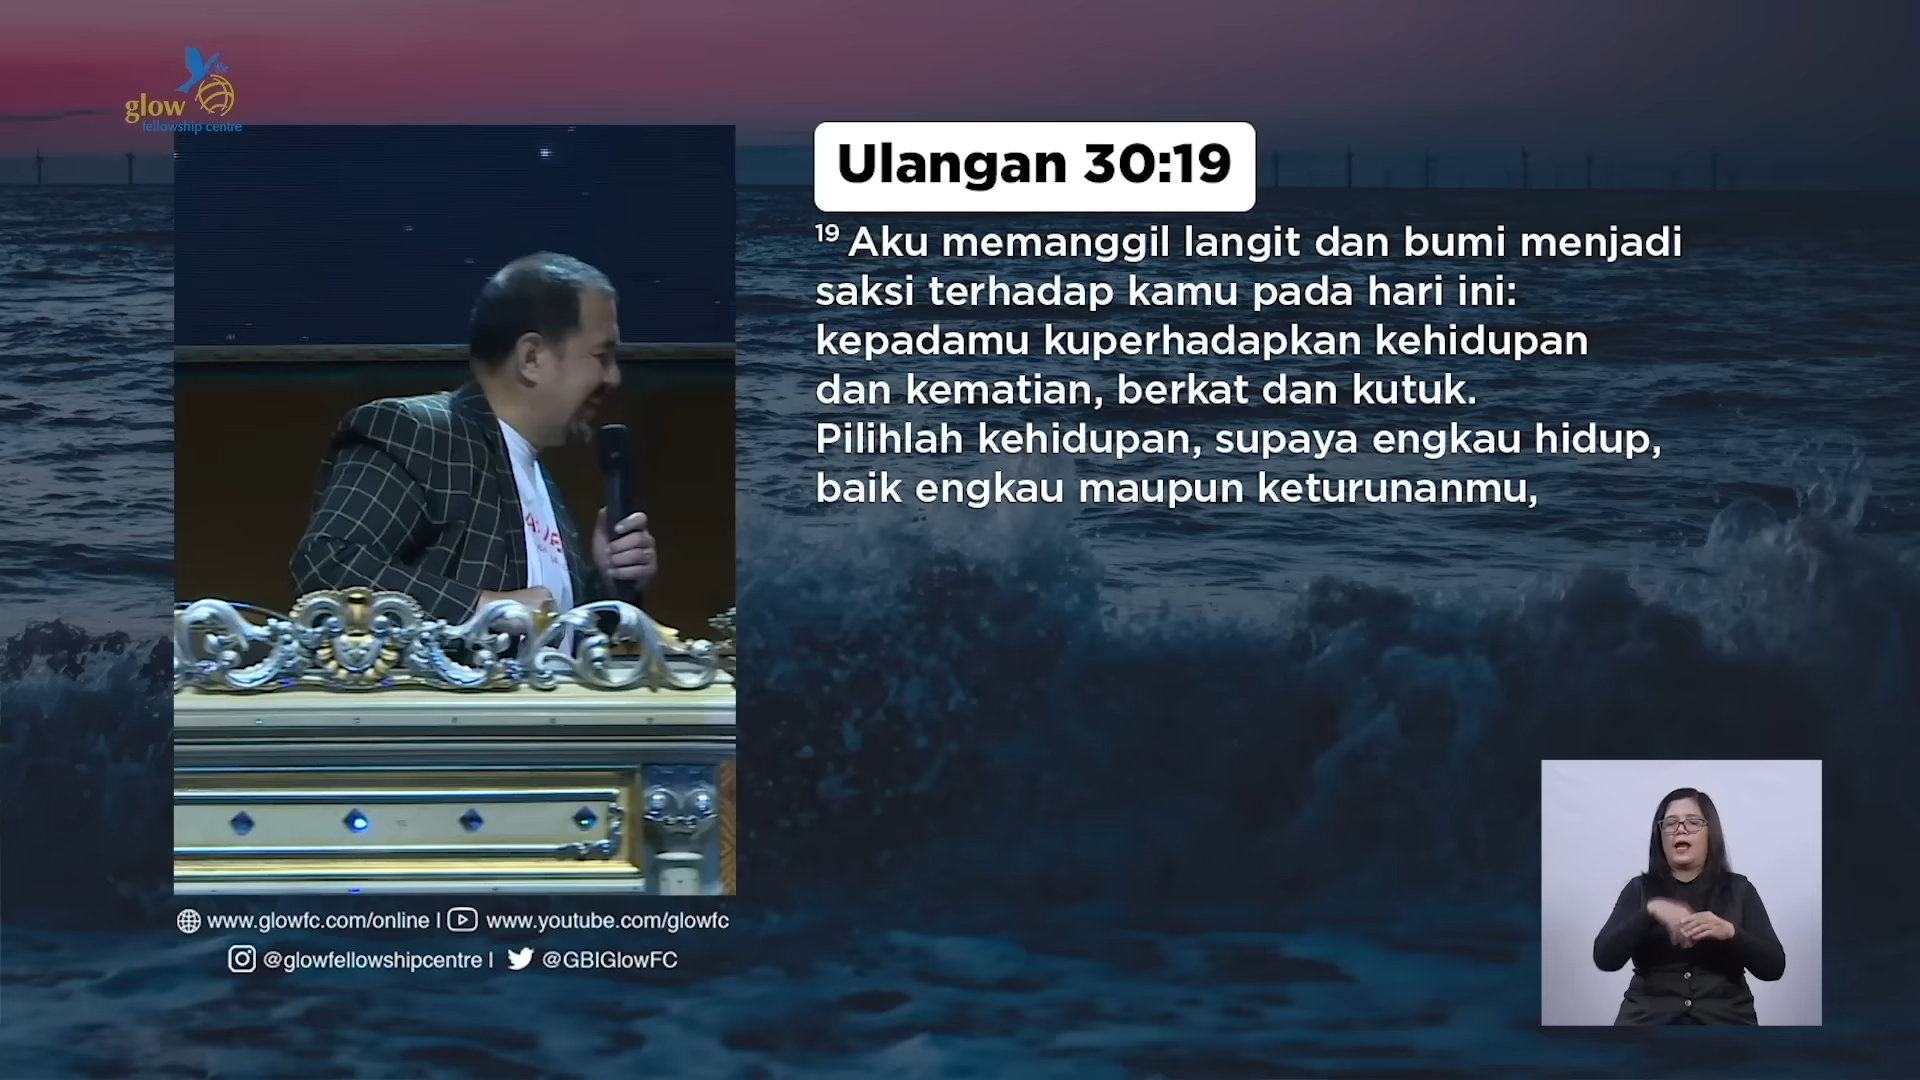 glow
fellowship centre
Ulangan 30:19
19 Aku memanggil langit dan bumi menjadi
saksi terhadap kamu pada hari ini:
kepadamu kuperhadapkan kehidupan
dan kematian, berkat dan kutuk.
Pilihlah kehidupan, supaya engkau hidup,
baik engkau maupun keturunanmu,
www.glowfc.com/online I www.youtube.com/glowfc
@glowfellowshipcentre I @GBIGlowFC